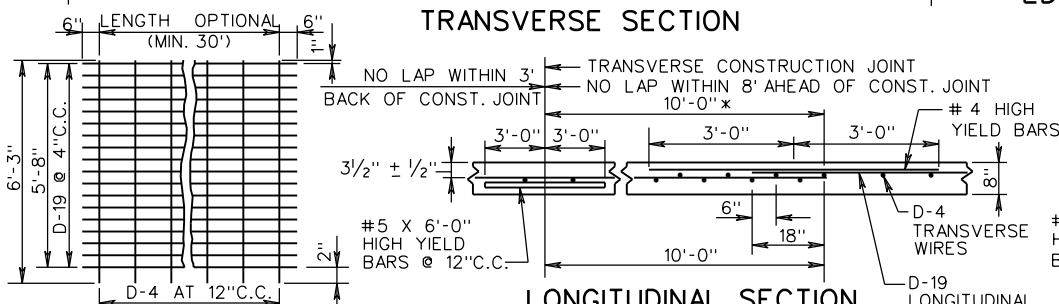 ED
TRANSVERSE SECTION
6" LENGTH OPTIONAL 6"
(MIN. 30')
1"
6'-3"
5'-8"
D-19 @ 4"C.C.
2"
D-4 AT 12"C.C.
NO LAP WITHIN 3'
BACK OF CONST. JOINT
TRANSVERSE CONSTRUCTION JOINT
NO LAP WITHIN 8' AHEAD OF CONST. JOINT
10'-0"*
# 4 HIGH
YIELD BARS
3'-0" 3'-0"
3'-0" 3'-0"
3½" ± ½"
8"
#5 X 6'-0"
HIGH YIELD
BARS @ 12"C.C.
6"
18"
10'-0"
D-4
TRANSVERSE
WIRES
D-19
LONGITUDINAL
LONGITUDINAL SECTION
#
H
B